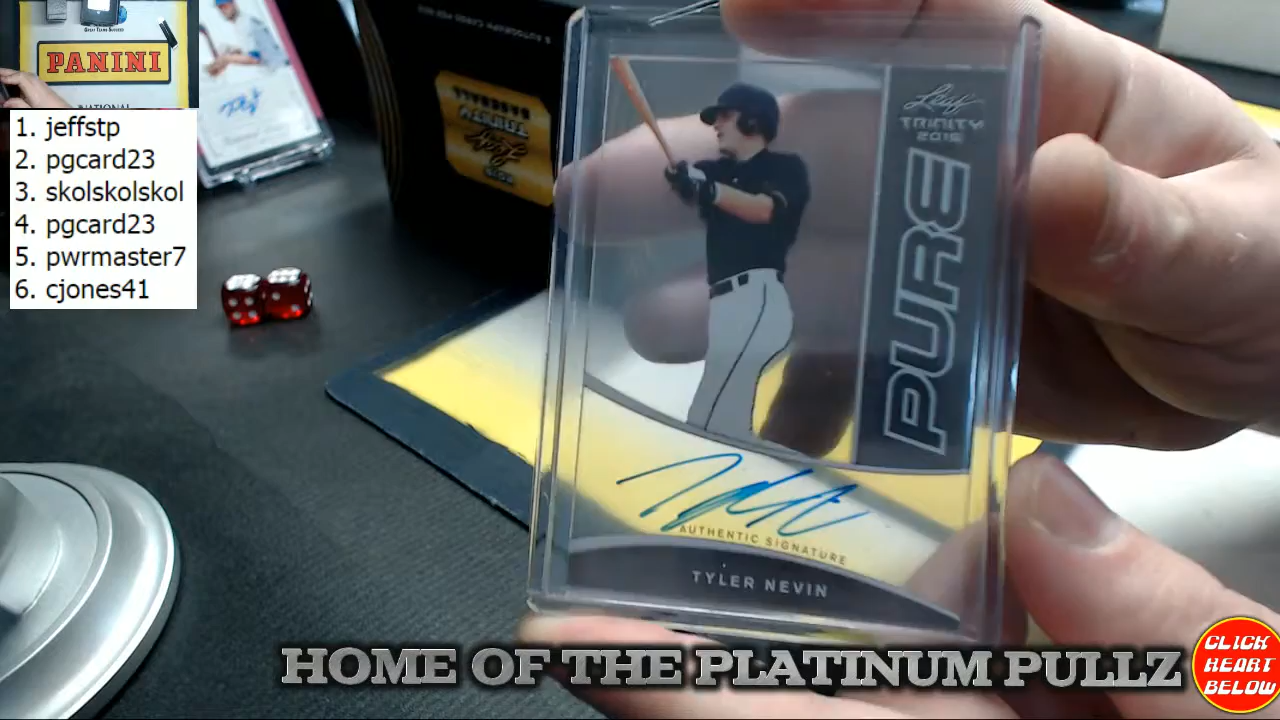 PANINI
NATIONAL
1. jeffstp
2. pgcard23
3. skolskolskol
4. pgcard23
5. pwrmaster7
6. cjones41
Leaf
TRINITY
2016
PURE
AUTHENTIC SIGNATURE
TYLER NEVIN
HOME OF THE PLATINUM PULLZ
CLICK
HEART
BELOW